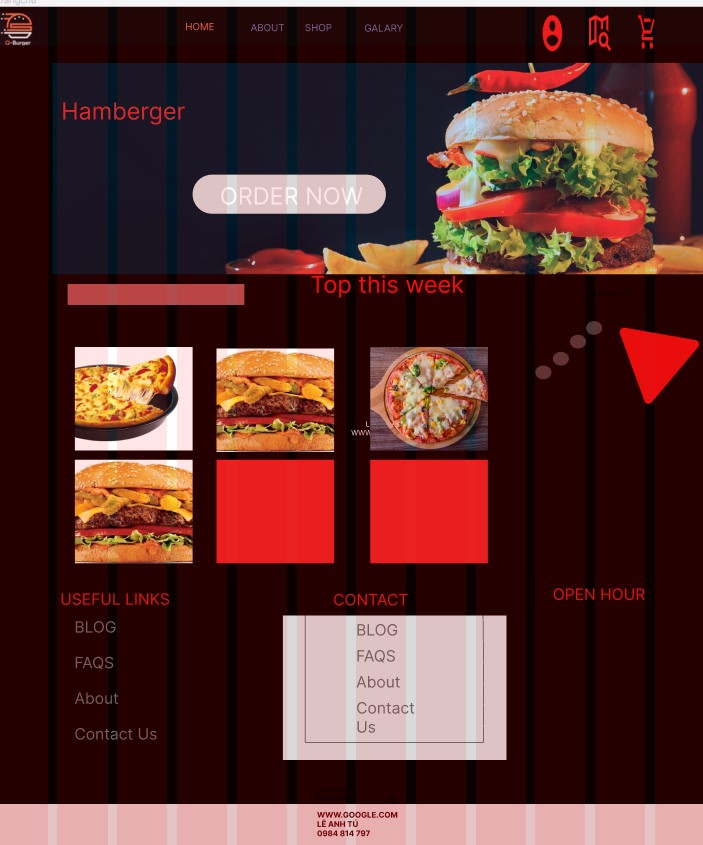 HOME
ABOUT
SHOP
GALARY
G-Burger
Hamberger
ORDER NOW
Top this week
WWW
USEFUL LINKS
BLOG
FAQS
About
Contact Us
CONTACT
BLOG
FAQS
About
Contact
Us
OPEN HOUR
WWW.GOOGLE.COM
LÊ ANH TÚ
0984 814 797